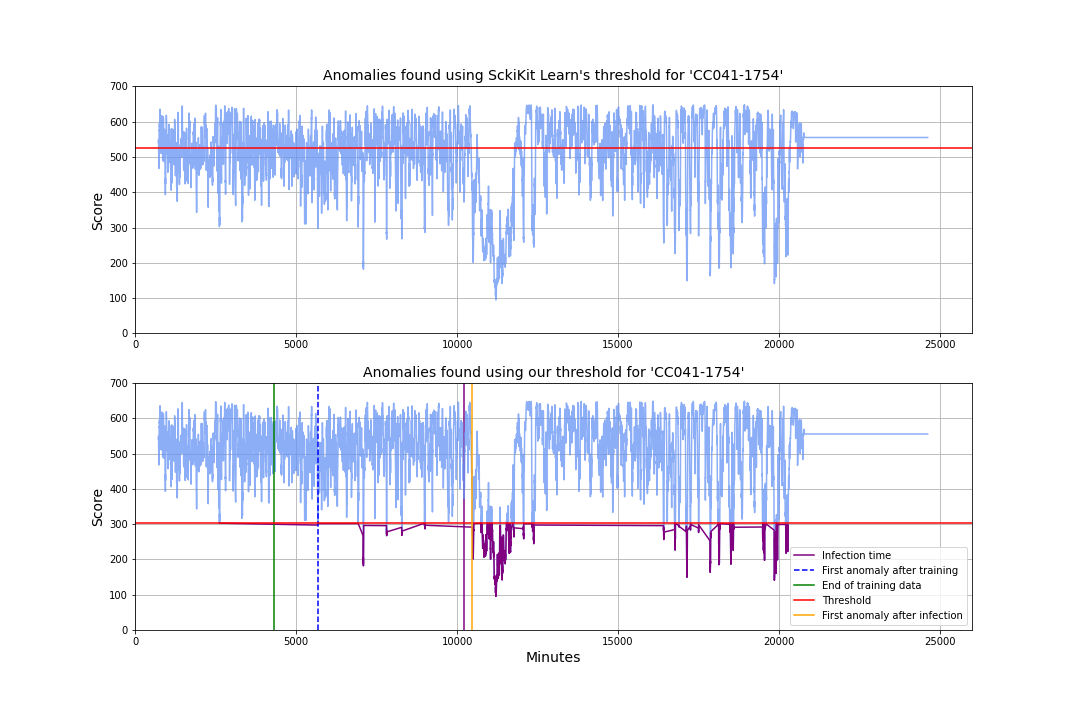 Anomalies found using SckiKit Learn's threshold for 'CC041-1754'
700
600
500
400
300
200
100
0
Score
0 5000 10000 15000 20000 25000
Anomalies found using our threshold for 'CC041-1754'
700
600
500
400
300
200
100
0
Score
Infection time
First anomaly after training
End of training data
Threshold
First anomaly after infection
0 5000 10000 15000 20000 25000
Minutes